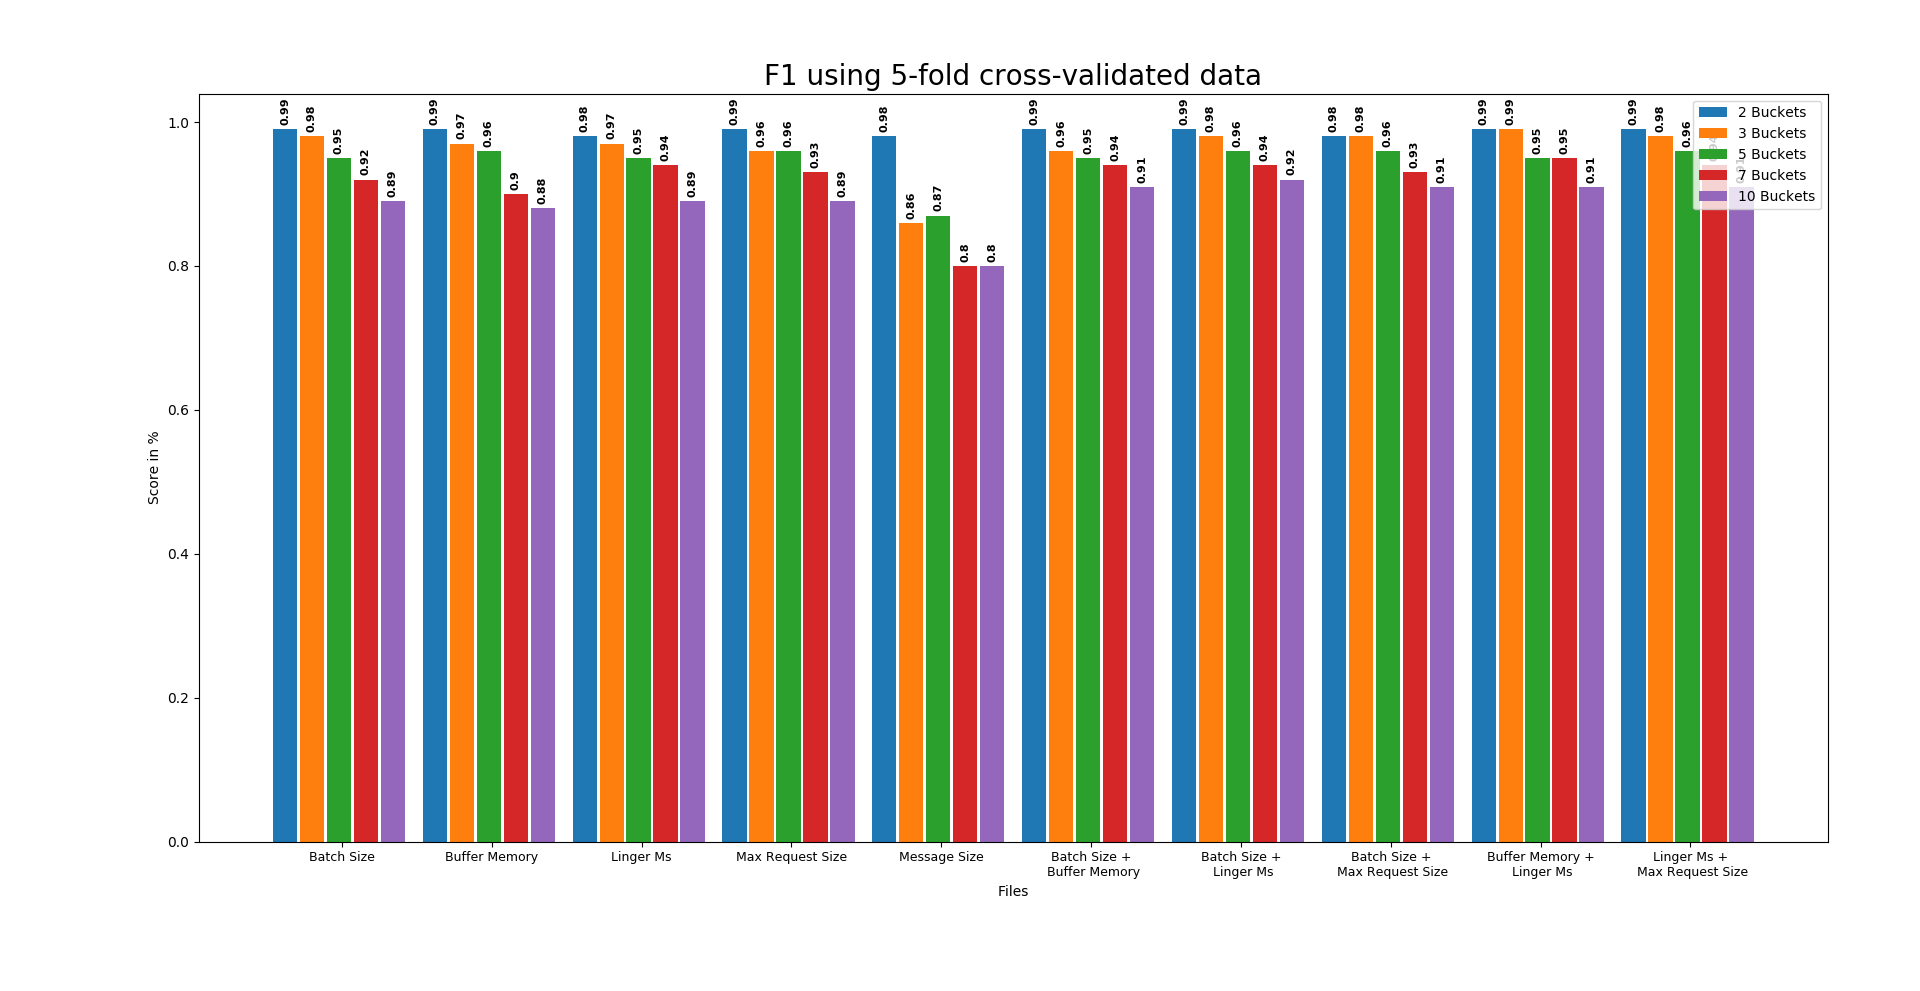 F1 using 5-fold cross-validated data
0.99
0.98
0.95
0.92
0.89
0.99
0.97
0.96
0.9
0.88
0.98
0.97
0.95
0.94
0.89
0.99
0.96
0.96
0.93
0.89
0.98
0.86
0.87
0.8
0.8
0.99
0.96
0.95
0.94
0.91
0.99
0.98
0.96
0.94
0.92
0.98
0.98
0.96
0.93
0.91
0.99
0.99
0.95
0.95
0.91
0.99
0.98
0.96
0.94
0.91
2 Buckets
3 Buckets
5 Buckets
7 Buckets
10 Buckets
1.0
0.8
0.6
0.4
0.2
0.0
Score in %
Batch Size
Buffer Memory
Linger Ms
Max Request Size
Message Size
Batch Size +
Buffer Memory
Batch Size +
Linger Ms
Batch Size +
Max Request Size
Buffer Memory +
Linger Ms
Linger Ms +
Max Request Size
Files